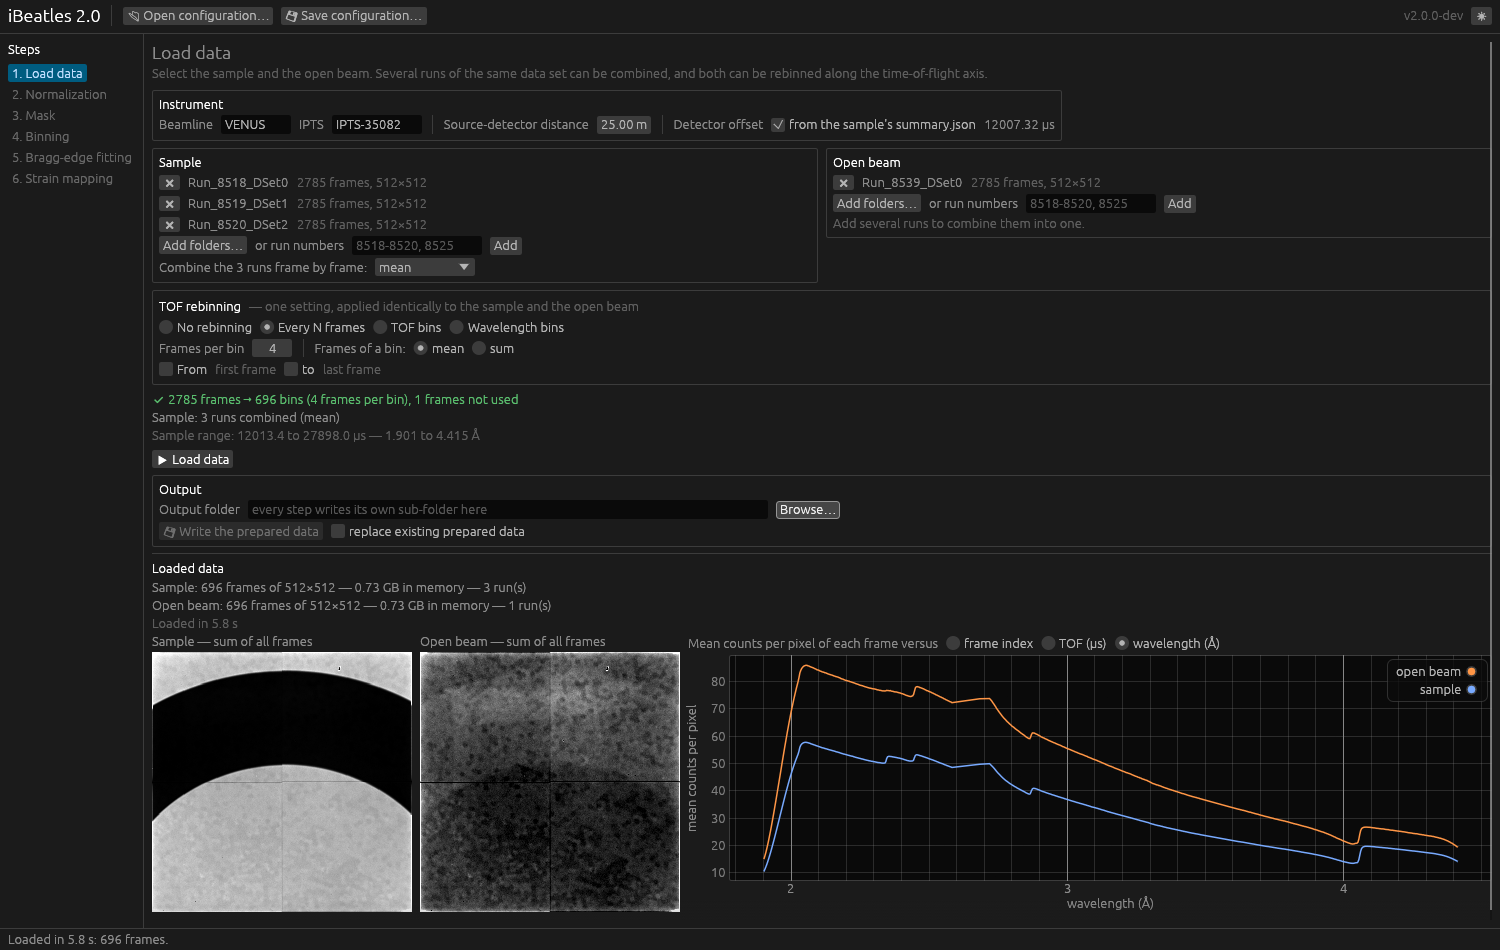 iBeatles 2.0 Open configuration... Save configuration... v2.0.0-dev
Steps
1. Load data
2. Normalization
3. Mask
4. Binning
5. Bragg-edge fitting
6. Strain mapping
Load data
Select the sample and the open beam. Several runs of the same data set can be combined, and both can be rebinned along the time-of-flight axis.
Instrument
Beamline VENUS IPTS IPTS-35082 Source-detector distance 25.00 m Detector offset from the sample's summary.json 12007.32 µs
Sample
Run_8518_DSet0 2785 frames, 512×512
Run_8519_DSet1 2785 frames, 512×512
Run_8520_DSet2 2785 frames, 512×512
Add folders... or run numbers 8518-8520, 8525 Add
Combine the 3 runs frame by frame: mean
Open beam
Run_8539_DSet0 2785 frames, 512×512
Add folders... or run numbers 8518-8520, 8525 Add
Add several runs to combine them into one.
TOF rebinning — one setting, applied identically to the sample and the open beam
No rebinning Every N frames TOF bins Wavelength bins
Frames per bin 4 Frames of a bin: mean sum
From first frame to last frame
✓ 2785 frames → 696 bins (4 frames per bin), 1 frames not used
Sample: 3 runs combined (mean)
Sample range: 12013.4 to 27898.0 µs — 1.901 to 4.415 Å
Load data
Output
Output folder every step writes its own sub-folder here Browse...
Write the prepared data replace existing prepared data
Loaded data
Sample: 696 frames of 512×512 — 0.73 GB in memory — 3 run(s)
Open beam: 696 frames of 512×512 — 0.73 GB in memory — 1 run(s)
Loaded in 5.8 s
Sample — sum of all frames
Open beam — sum of all frames
Mean counts per pixel of each frame versus frame index TOF (µs) wavelength (Å)
open beam
sample
mean counts per pixel
80
70
60
50
40
30
20
10
2 3 4
wavelength (Å)
Loaded in 5.8 s: 696 frames.